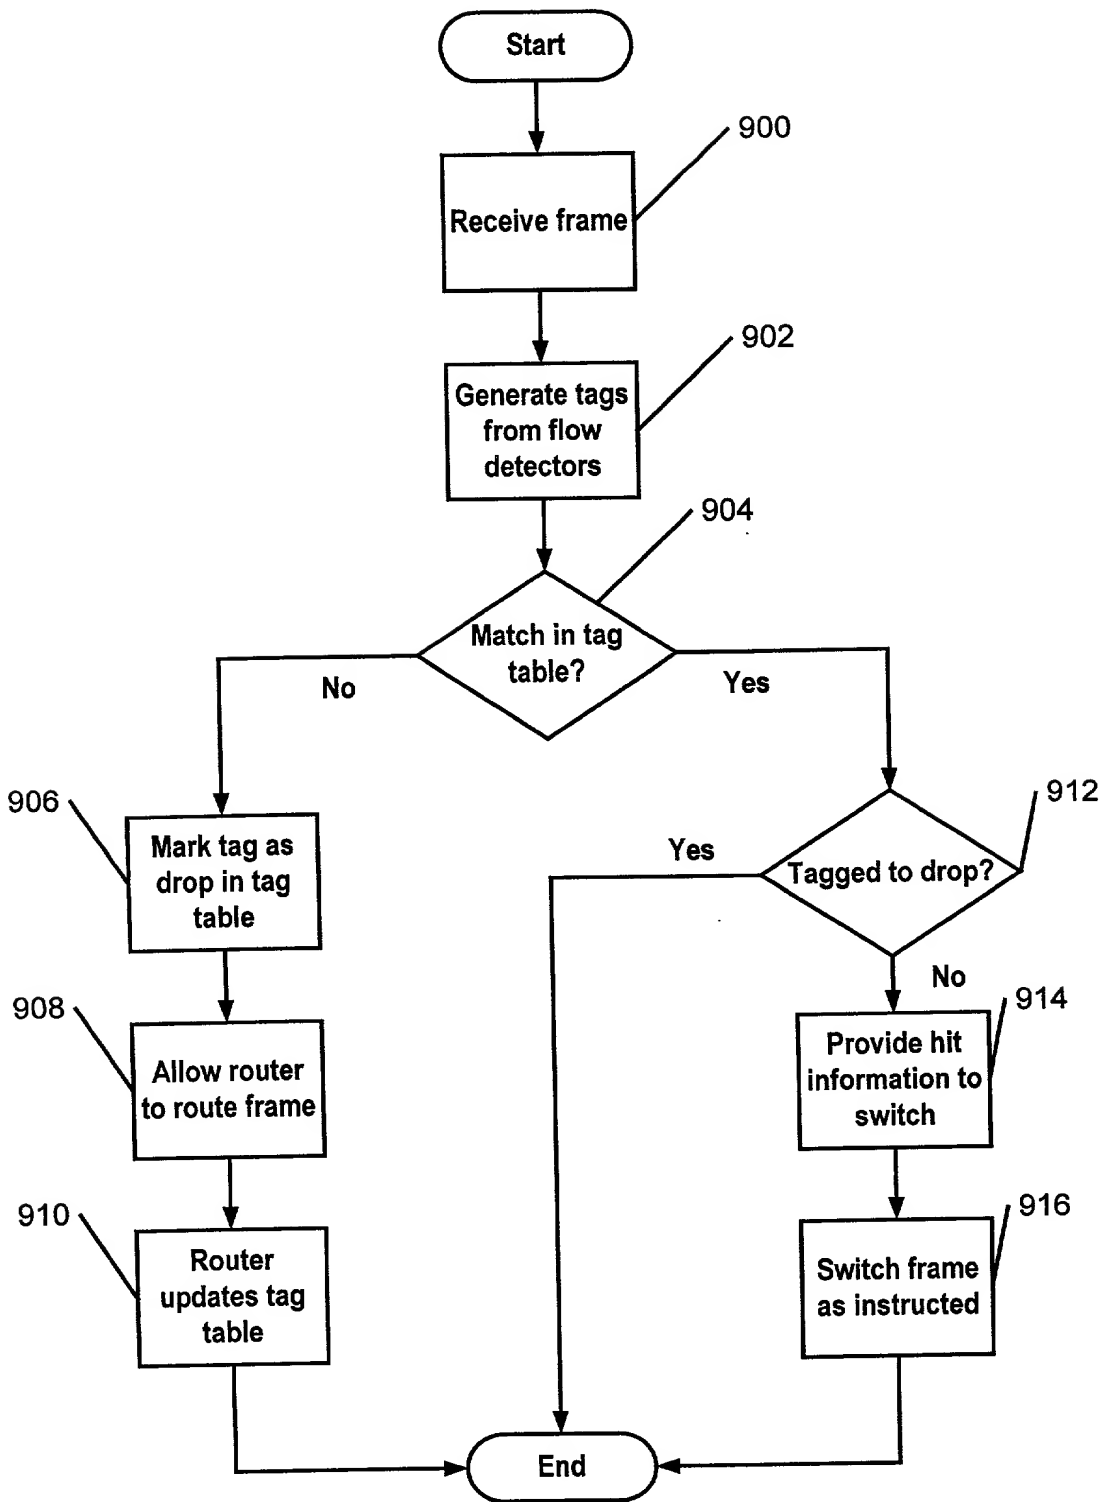 Start
900
Receive frame
902
Generate tags
from flow
detectors
904
Match in tag
table?
No
Yes
906
Mark tag as
drop in tag
table
912
Yes
Tagged to drop?
No
908
Allow router
to route frame
914
Provide hit
information to
switch
910
Router
updates tag
table
916
Switch frame
as instructed
End